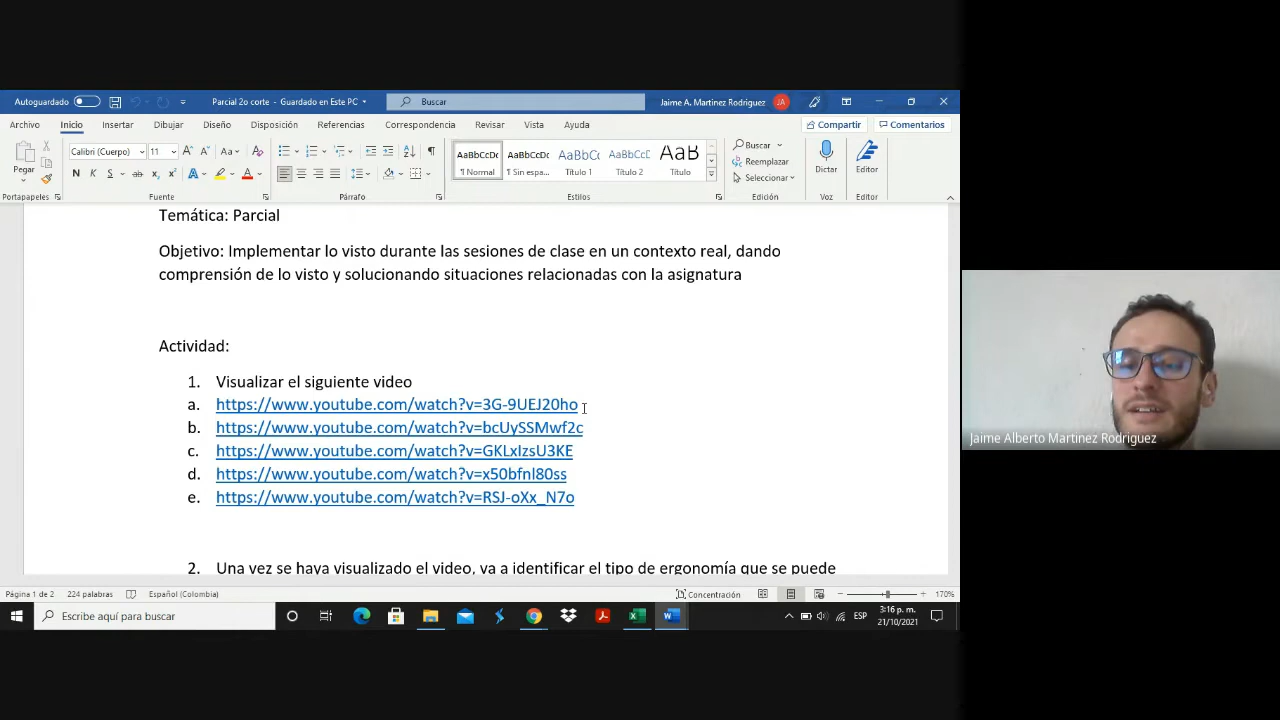 Autoguardado
Parcial 2o corte - Guardado en Este PC
Buscar
Jaime A. Martinez Rodriguez
JA
Archivo Inicio Insertar Dibujar Diseño Disposición Referencias Correspondencia Revisar Vista Ayuda
Compartir
Comentarios
Pegar
Calibri (Cuerpo) 11
N K S ab x₂ x²
AaBbCcDc AaBbCcDc AaBbCc AaBbCcC AaB
¶ Normal ¶ Sin espa... Título 1 Título 2 Título
Buscar
Reemplazar
Seleccionar
Dictar
Editor
Portapapeles Fuente Párrafo Estilos Edición Voz Editor
Temática: Parcial
Objetivo: Implementar lo visto durante las sesiones de clase en un contexto real, dando
comprensión de lo visto y solucionando situaciones relacionadas con la asignatura
Actividad:
1. Visualizar el siguiente video
a. https://www.youtube.com/watch?v=3G-9UEJ20ho
b. https://www.youtube.com/watch?v=bcUySSMwf2c
c. https://www.youtube.com/watch?v=GKLxIzsU3KE
d. https://www.youtube.com/watch?v=x50bfnl80ss
e. https://www.youtube.com/watch?v=RSJ-oXx_N7o
2. Una vez se haya visualizado el video, va a identificar el tipo de ergonomía que se puede
Página 1 de 2 224 palabras Español (Colombia) Concentración 170%
Escribe aquí para buscar
ESP
3:16 p. m.
21/10/2021
Jaime Alberto Martinez Rodriguez